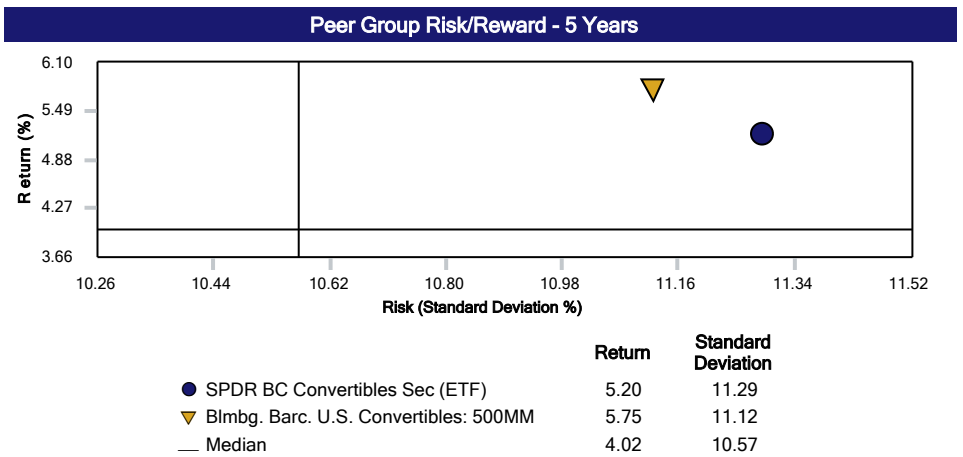 Peer Group Risk/Reward - 5 Years
6.10
5.49
4.88
4.27
3.66
Return (%)
10.26 10.44 10.62 10.80 10.98 11.16 11.34 11.52
Risk (Standard Deviation %)
Return Standard Deviation
SPDR BC Convertibles Sec (ETF) 5.20 11.29
Blmbg. Barc. U.S. Convertibles: 500MM 5.75 11.12
Median 4.02 10.57